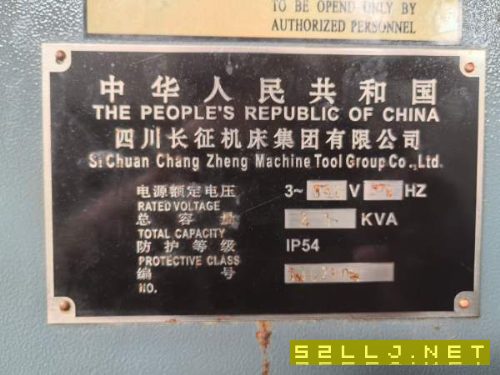 TO BE OPEND ONLY BY
AUTHORIZED PERSONNEL
中华人民共和国
THE PEOPLE'S REPUBLIC OF CHINA
四川长征机床集团有限公司
SiChuan Chang Zheng Machine Tool Group Co.,Ltd.
电源额定电压 3~ V HZ
RATED VOLTAGE
总容量 KVA
TOTAL CAPACITY
防护等级 IP54
PROTECTIVE CLASS
编号
NO.
52LLJ.NET